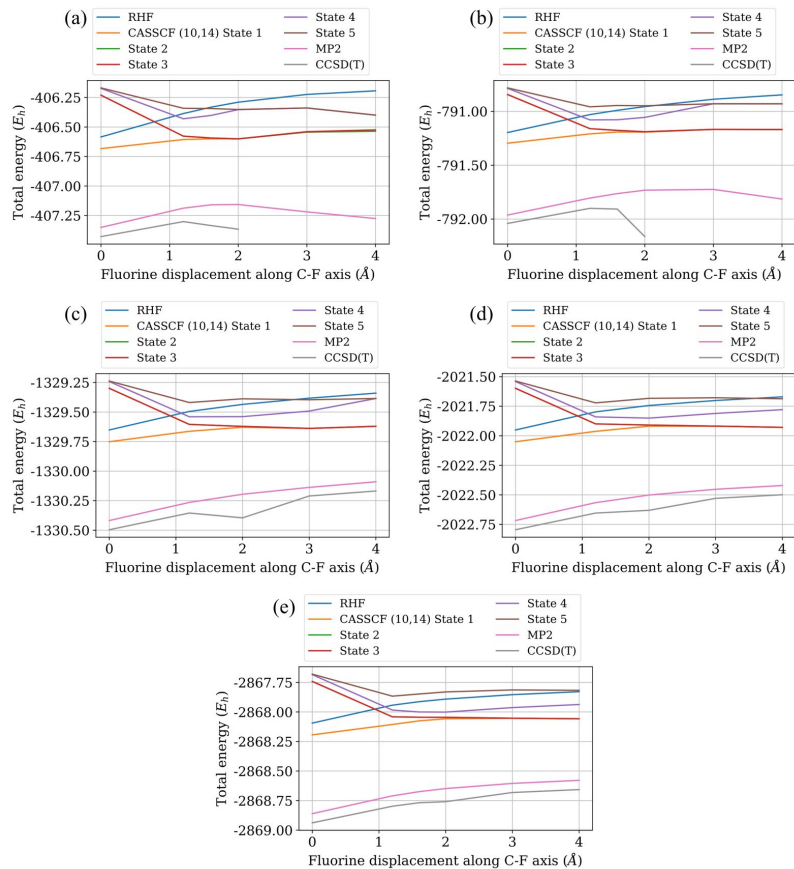 (a)
RHF
CASSCF (10,14) State 1
State 2
State 3
State 4
State 5
MP2
CCSD(T)
Total energy (Eh)
-406.25
-406.50
-406.75
-407.00
-407.25
0 1 2 3 4
Fluorine displacement along C-F axis (Å)
(b)
RHF
CASSCF (10,14) State 1
State 2
State 3
State 4
State 5
MP2
CCSD(T)
Total energy (Eh)
-791.00
-791.50
-792.00
0 1 2 3 4
Fluorine displacement along C-F axis (Å)
(c)
RHF
CASSCF (10,14) State 1
State 2
State 3
State 4
State 5
MP2
CCSD(T)
Total energy (Eh)
-1329.25
-1329.50
-1329.75
-1330.00
-1330.25
-1330.50
0 1 2 3 4
Fluorine displacement along C-F axis (Å)
(d)
RHF
CASSCF (10,14) State 1
State 2
State 3
State 4
State 5
MP2
CCSD(T)
Total energy (Eh)
-2021.50
-2021.75
-2022.00
-2022.25
-2022.50
-2022.75
0 1 2 3 4
Fluorine displacement along C-F axis (Å)
(e)
RHF
CASSCF (10,14) State 1
State 2
State 3
State 4
State 5
MP2
CCSD(T)
Total energy (Eh)
-2867.75
-2868.00
-2868.25
-2868.50
-2868.75
-2869.00
0 1 2 3 4
Fluorine displacement along C-F axis (Å)